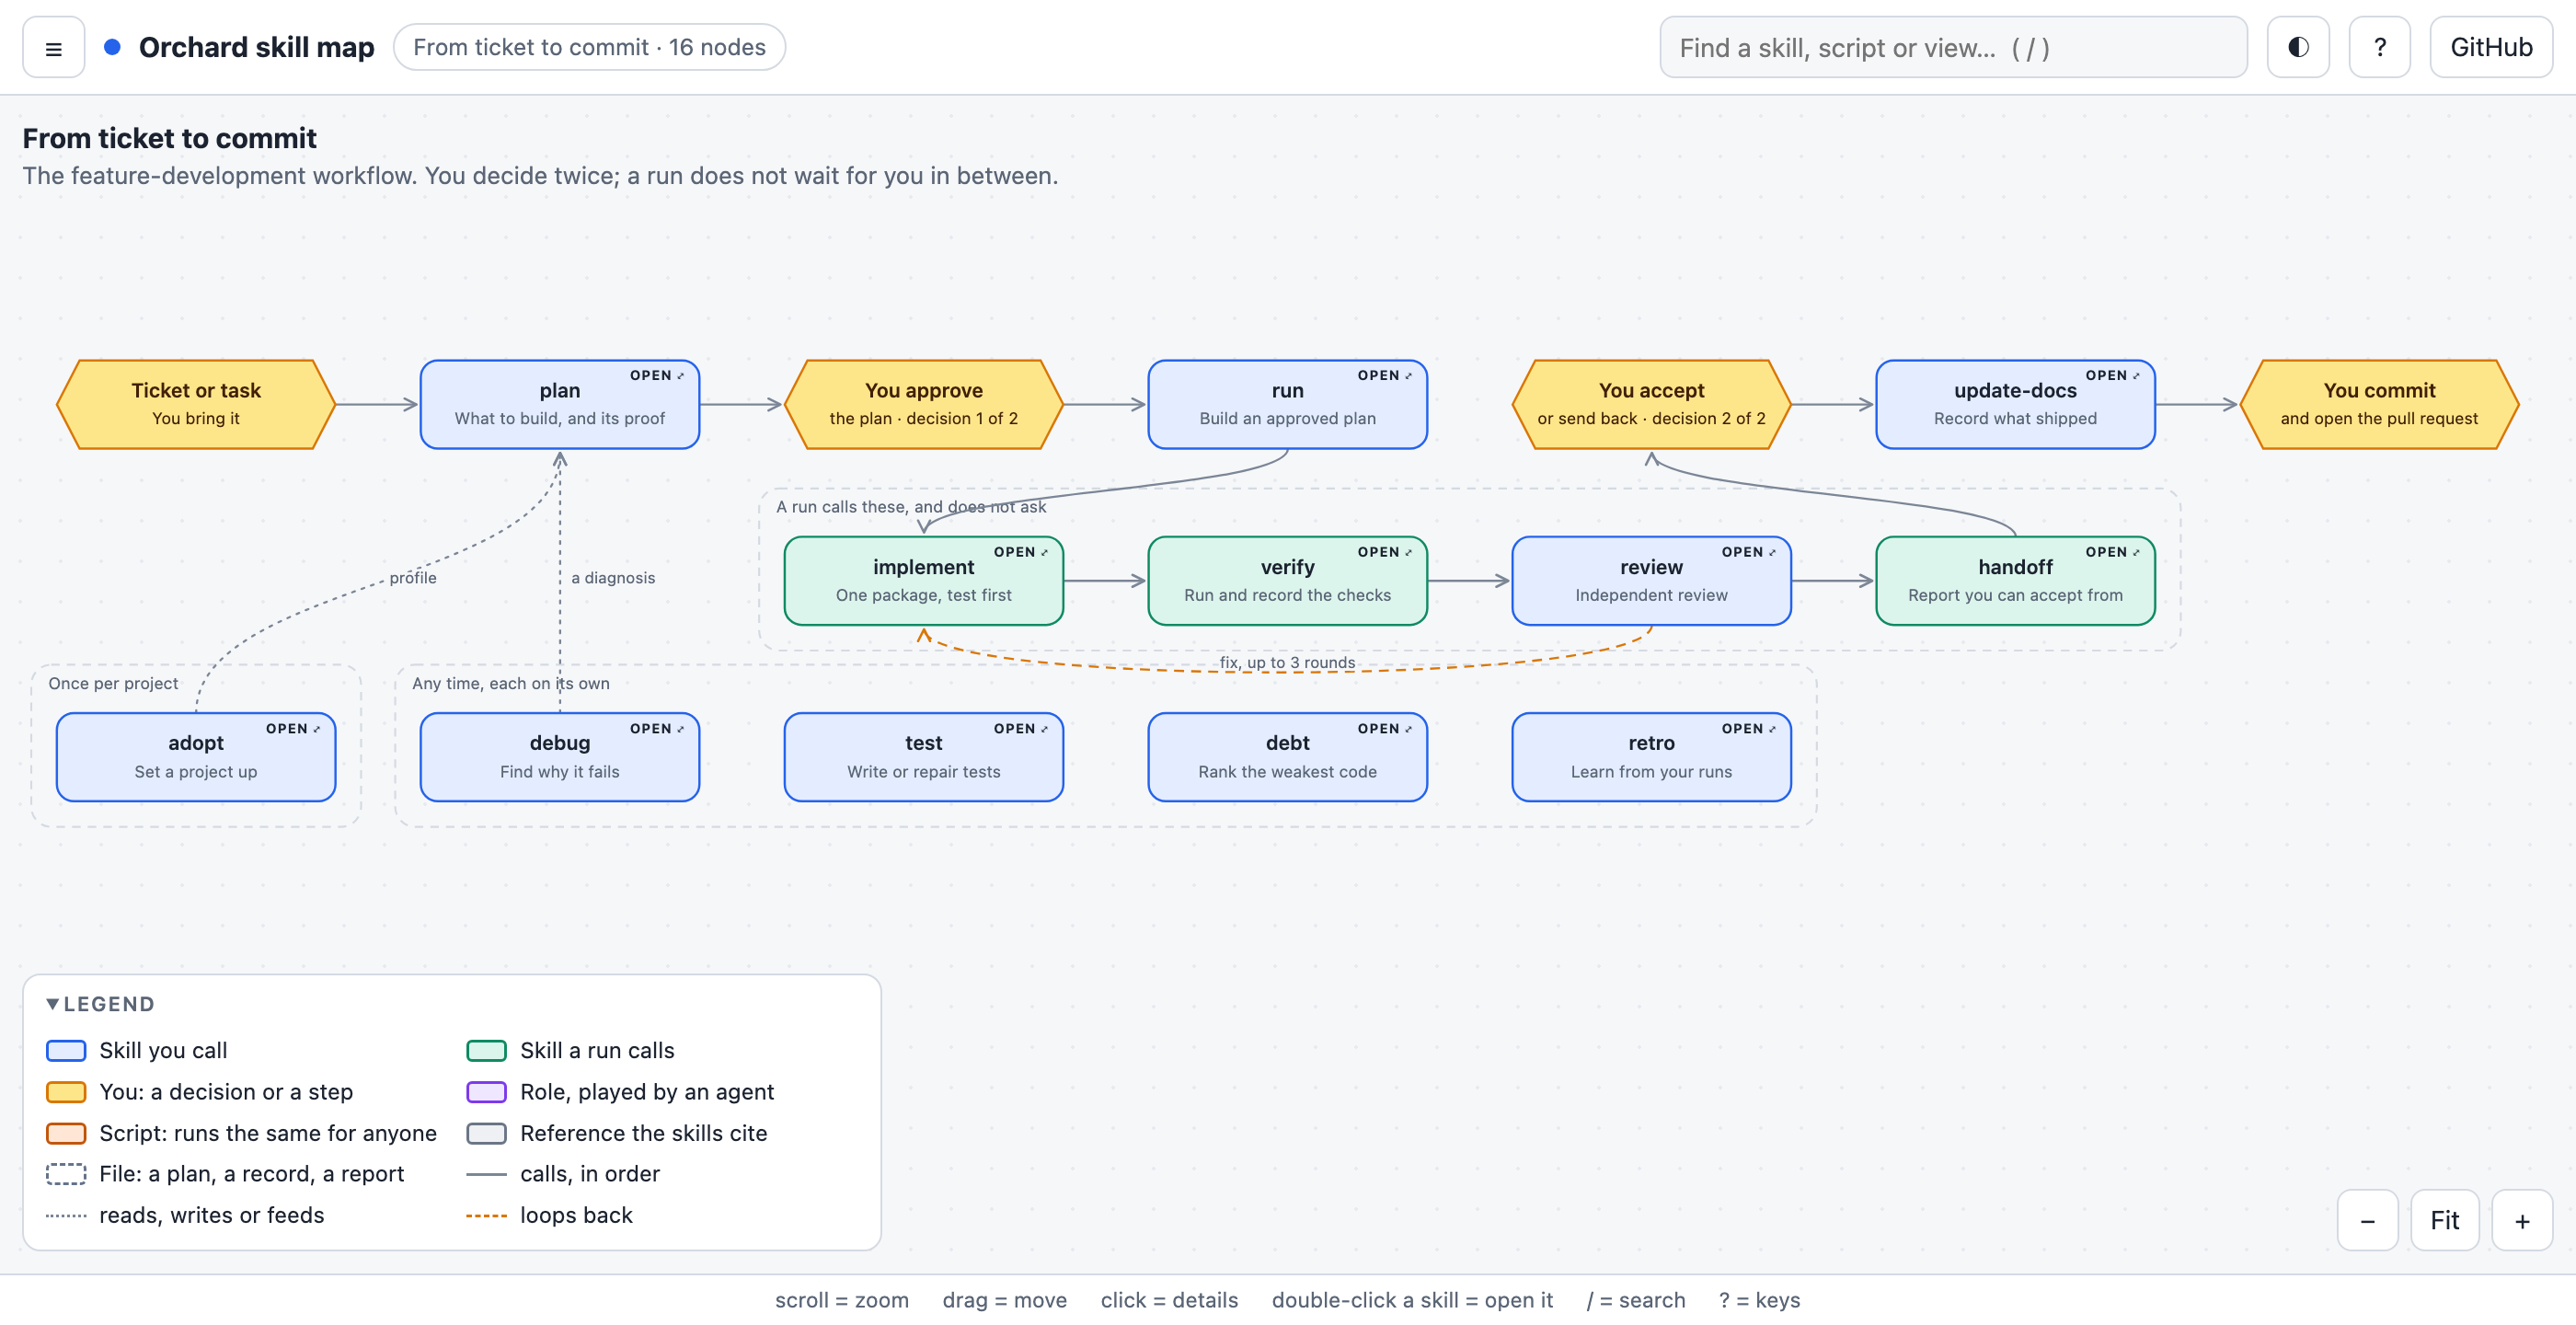 ≡
Orchard skill map
From ticket to commit · 16 nodes
Find a skill, script or view... ( / )
?
GitHub
From ticket to commit
The feature-development workflow. You decide twice; a run does not wait for you in between.
Ticket or task
You bring it
OPEN
plan
What to build, and its proof
You approve
the plan · decision 1 of 2
OPEN
run
Build an approved plan
You accept
or send back · decision 2 of 2
OPEN
update-docs
Record what shipped
You commit
and open the pull request
A run calls these, and does not ask
OPEN
implement
One package, test first
OPEN
verify
Run and record the checks
OPEN
review
Independent review
OPEN
handoff
Report you can accept from
profile
a diagnosis
fix, up to 3 rounds
Once per project
Any time, each on its own
OPEN
adopt
Set a project up
OPEN
debug
Find why it fails
OPEN
test
Write or repair tests
OPEN
debt
Rank the weakest code
OPEN
retro
Learn from your runs
LEGEND
Skill you call
Skill a run calls
You: a decision or a step
Role, played by an agent
Script: runs the same for anyone
Reference the skills cite
File: a plan, a record, a report
calls, in order
reads, writes or feeds
loops back
−
Fit
+
scroll = zoom drag = move click = details double-click a skill = open it / = search ? = keys